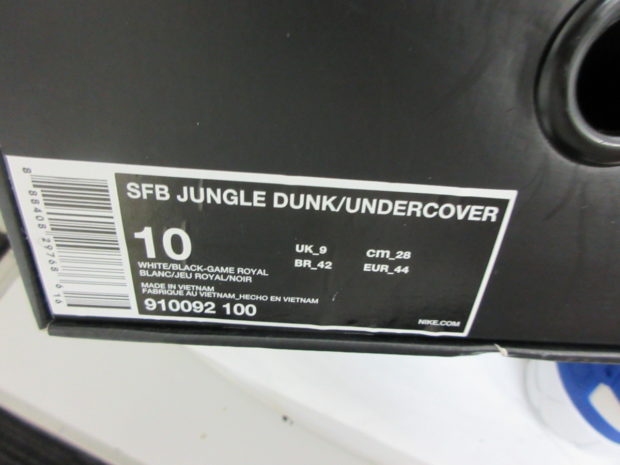 SFB JUNGLE DUNK/UNDERCOVER
10
UK_9 cm_28
BR_42 EUR_44
WHITE/BLACK-GAME ROYAL
BLANC/JEU ROYAL/NOIR
MADE IN VIETNAM
FABRIQUÉ AU VIETNAM_HECHO EN VIETNAM
910092 100
NIKE.COM